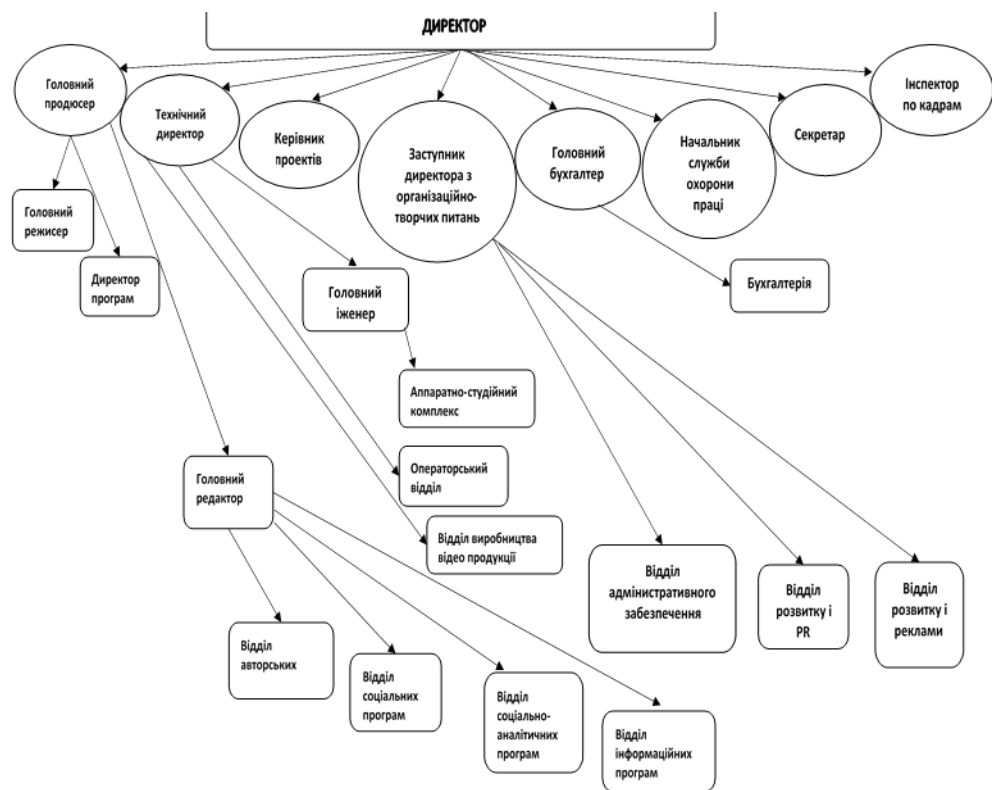 ДИРЕКТОР
Головний
продюсер
Технічний
директор
Керівник
проектів
Заступник
директора з
організаційно-
творчих питань
Головний
бухгалтер
Начальник
служби
охорони
праці
Секретар
Інспектор
по кадрам
Головний
режисер
Директор
програм
Головний
іженер
Бухгалтерія
Аппаратно-студійний
комплекс
Операторський
відділ
Головний
редактор
Відділ виробництва
відео продукції
Відділ
адміністративного
забезпечення
Відділ
розвитку і
PR
Відділ
розвитку і
реклами
Відділ
авторських
Відділ
соціальних
програм
Відділ
соціально-
аналітичних
програм
Відділ
інформаційних
програм